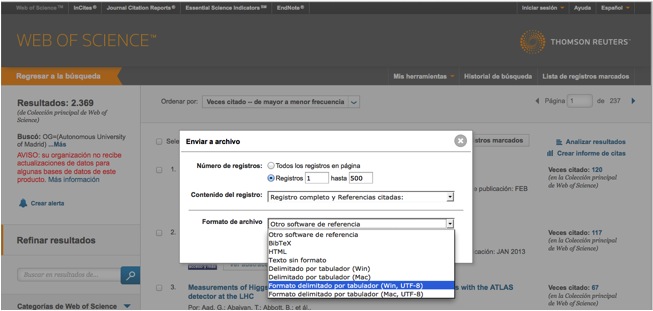 Web of Science™ InCites® Journal Citation Reports® Essential Science Indicators™ EndNote® Iniciar sesión Ayuda Español
WEB OF SCIENCE™ THOMSON REUTERS™
Regresar a la búsqueda Mis herramientas Historial de búsqueda Lista de registros marcados
Resultados: 2.369
(de Colección principal de Web of Science)
Ordenar por: Veces citado -- de mayor a menor frecuencia Página 1 de 237
Buscó: OG=(Autonomous University of Madrid) ...Más
AVISO: su organización no recibe actualizaciones de datos para algunas bases de datos de este producto. Más información
Crear alerta
Refinar resultados
Buscar en resultados de...
Categorías de Web of Science
Sele
registros marcados
Analizar resultados
Crear informe de citas
1.
publicación: FEB
Veces citado: 120
(en la Colección principal de Web of Science)
2.
cación: JAN 2013
Veces citado: 117
(en la Colección principal de Web of Science)
3. Measurements of Higgs
s with the ATLAS
detector at the LHC
Por: Aad, G.; Abajyan, T.; Abbott, B.; et ál..
Veces citado: 67
(en la Colección principal de Web of Science)
Enviar a archivo
Número de registros: Todos los registros en página
Registros 1 hasta 500
Contenido del registro: Registro completo y Referencias citadas:
Formato de archivo Otro software de referencia
Otro software de referencia
BibTeX
HTML
Texto sin formato
Delimitado por tabulador (Win)
Delimitado por tabulador (Mac)
Formato delimitado por tabulador (Win, UTF-8)
Formato delimitado por tabulador (Mac, UTF-8)